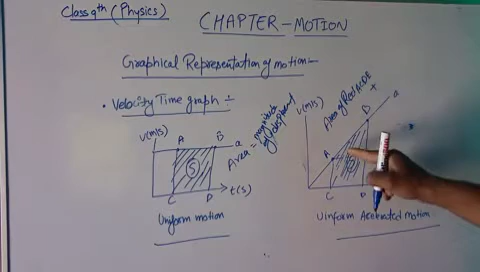 Class 9th (Physics)
CHAPTER-MOTION
Graphical Representation of motion-
• Velocity Time graph ÷
V(m/s)
A
B
a
S
C
D
t(s)
Uniform motion
Area = magnitude
of displacement
V(m/s)
Area of Rect ACDE
+
B
a
A
C
D
Uniform Acelerated motion